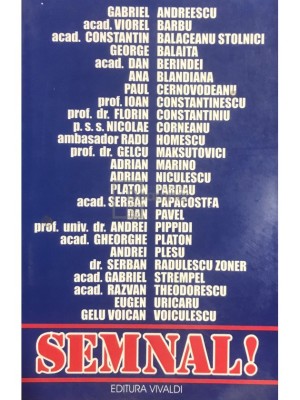 GABRIEL ANDREESCU
acad. VIOREL BARBU
acad. CONSTANTIN BALACEANU STOLNICI
GEORGE BALAITA
acad. DAN BERINDEI
ANA BLANDIANA
PAUL CERNOVODEANU
prof. IOAN CONSTANTINESCU
prof. dr. FLORIN CONSTANTINIU
p. s. s. NICOLAE CORNEANU
ambasador RADU HOMESCU
prof. dr. GELCU MAKSUTOVICI
ADRIAN MARINO
ADRIAN NICULESCU
PLATON PARDAU
acad. SERBAN PAPACOSTEA
DAN PAVEL
prof. univ. dr. ANDREI PIPPIDI
acad. GHEORGHE PLATON
ANDREI PLESU
dr. SERBAN RADULESCU ZONER
acad. GABRIEL STREMPEL
acad. RAZVAN THEODORESCU
EUGEN URICARU
GELU VOICAN VOICULESCU
SEMNAL!
EDITURA VIVALDI